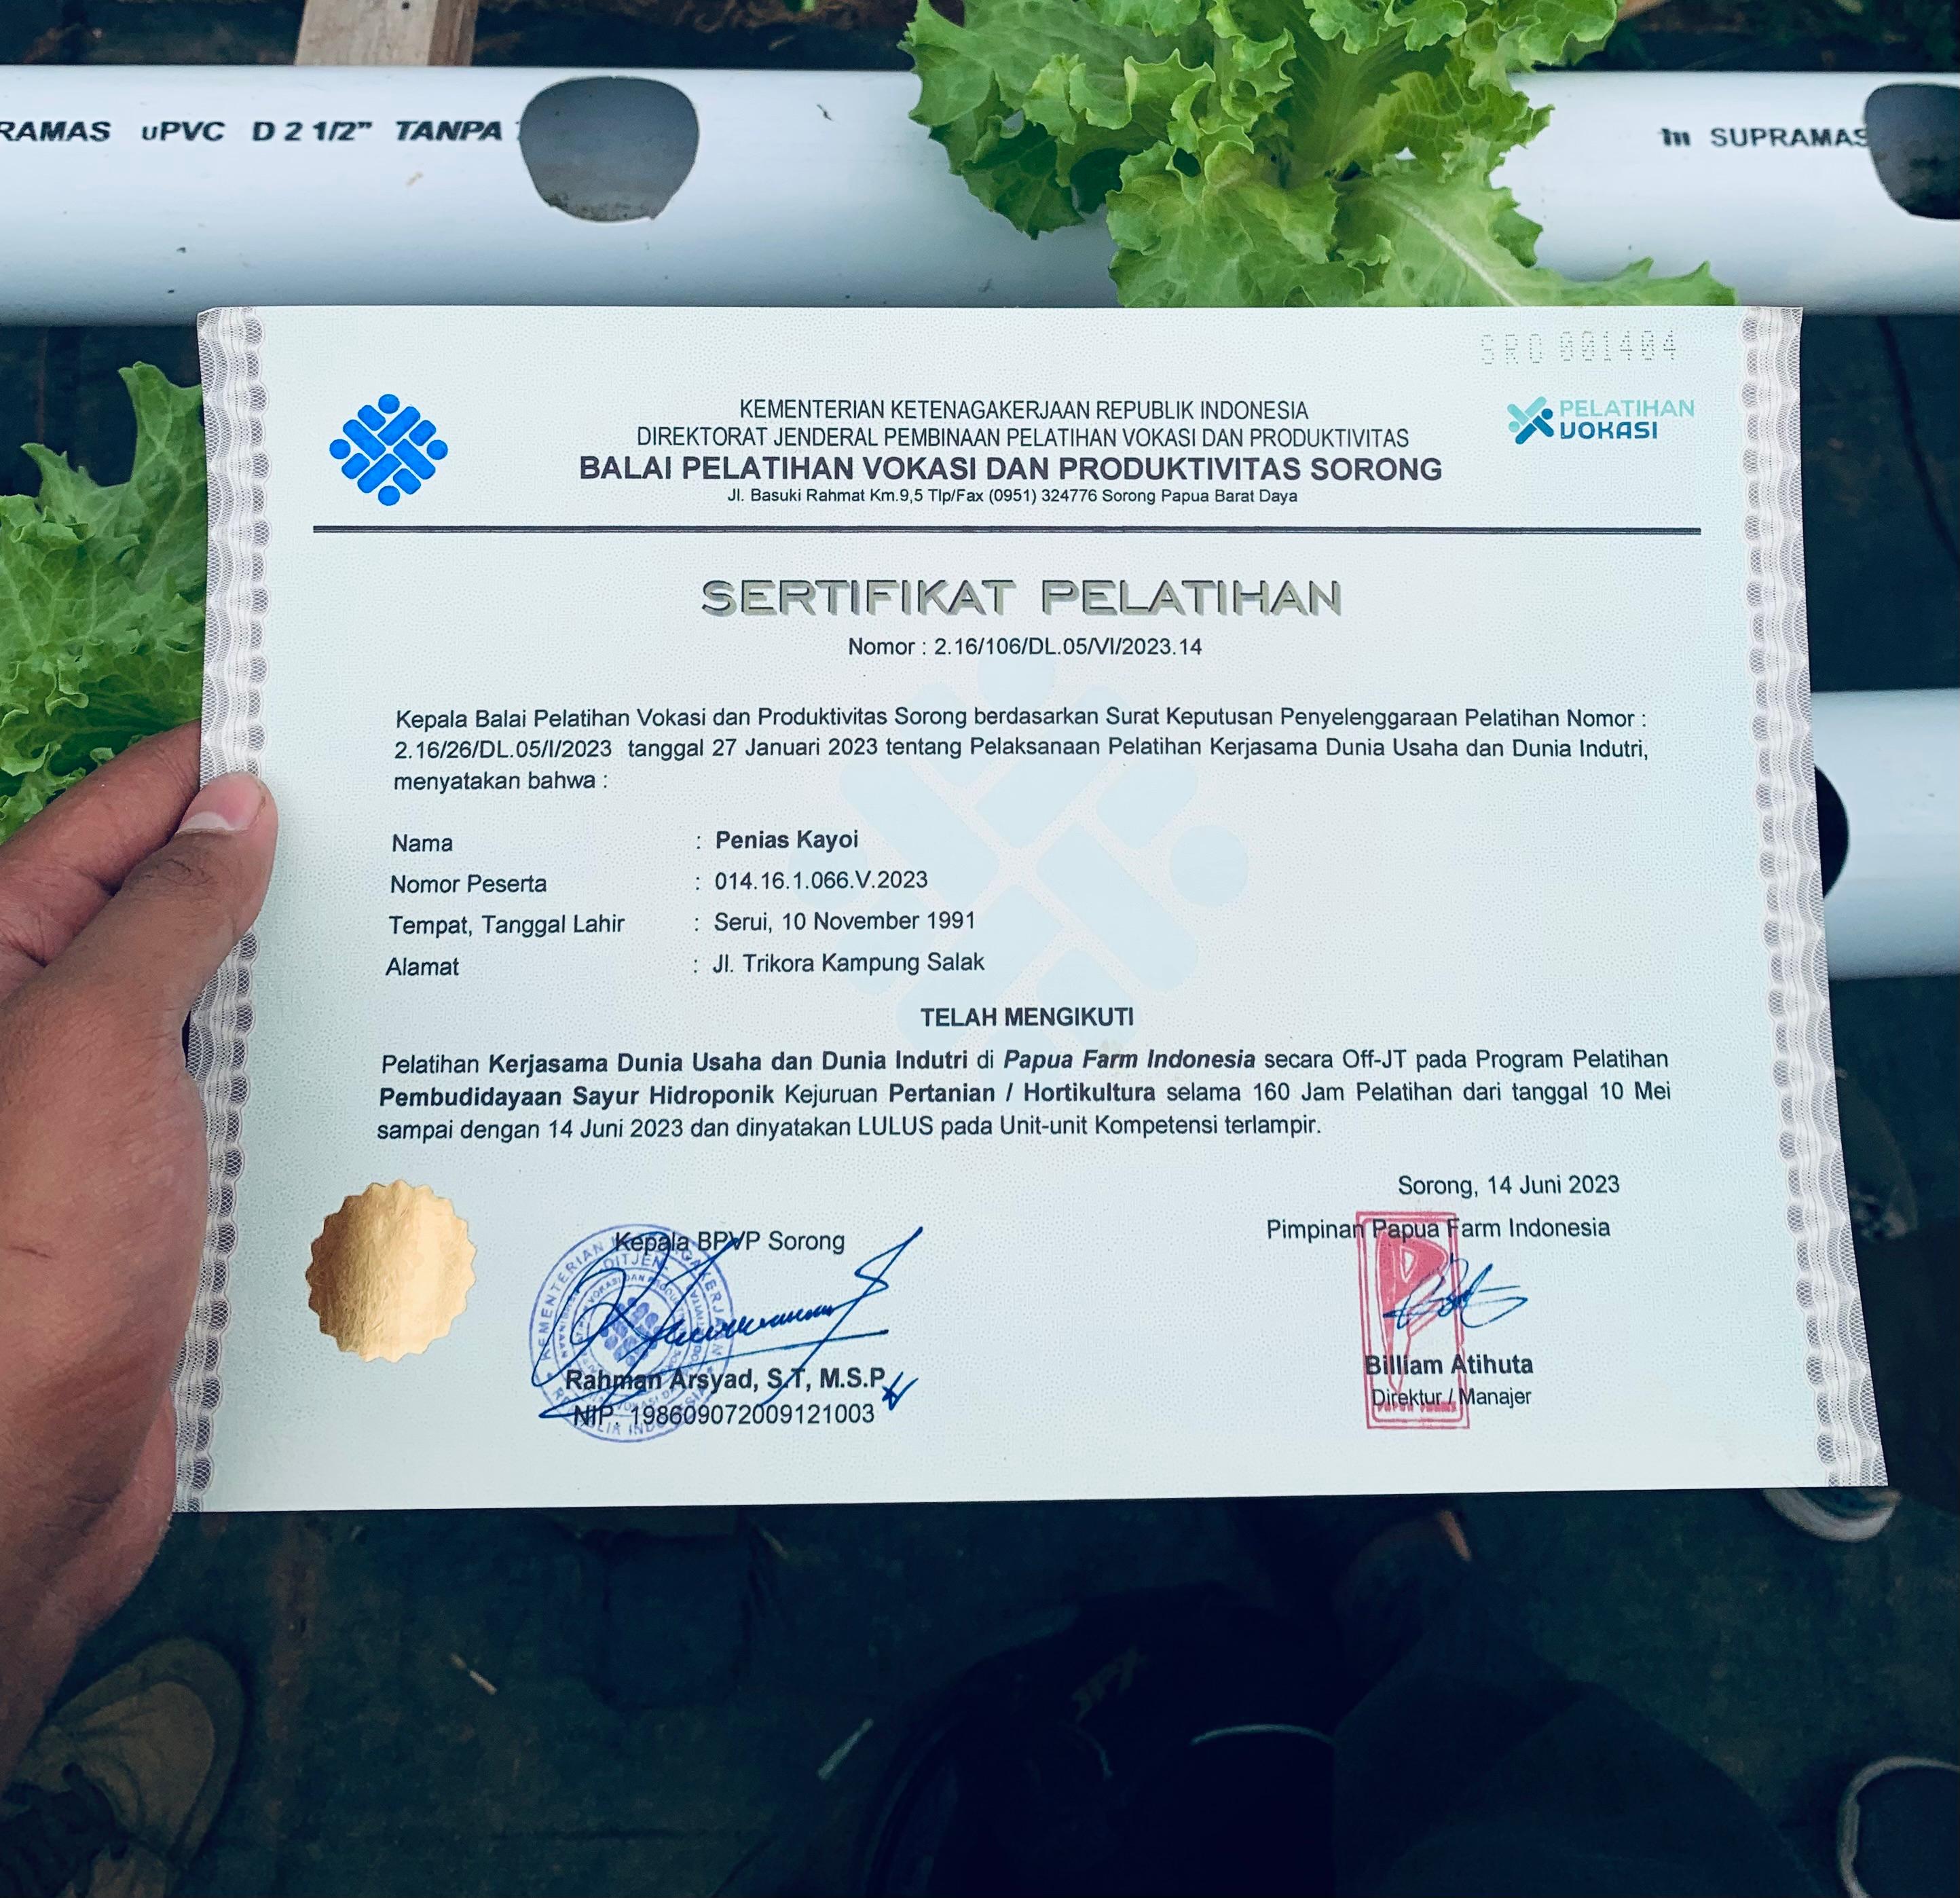 RAMAS uPVC D 2 1/2" TANPA
SUPRAMAS
SRO 001404
KEMENTERIAN KETENAGAKERJAAN REPUBLIK INDONESIA
DIREKTORAT JENDERAL PEMBINAAN PELATIHAN VOKASI DAN PRODUKTIVITAS
BALAI PELATIHAN VOKASI DAN PRODUKTIVITAS SORONG
Jl. Basuki Rahmat Km.9,5 Tlp/Fax (0951) 324776 Sorong Papua Barat Daya
PELATIHAN
VOKASI
SERTIFIKAT PELATIHAN
Nomor : 2.16/106/DL.05/VI/2023.14
Kepala Balai Pelatihan Vokasi dan Produktivitas Sorong berdasarkan Surat Keputusan Penyelenggaraan Pelatihan Nomor :
2.16/26/DL.05/I/2023 tanggal 27 Januari 2023 tentang Pelaksanaan Pelatihan Kerjasama Dunia Usaha dan Dunia Indutri,
menyatakan bahwa :
Nama : Penias Kayoi
Nomor Peserta : 014.16.1.066.V.2023
Tempat, Tanggal Lahir : Serui, 10 November 1991
Alamat : Jl. Trikora Kampung Salak
TELAH MENGIKUTI
Pelatihan Kerjasama Dunia Usaha dan Dunia Indutri di Papua Farm Indonesia secara Off-JT pada Program Pelatihan
Pembudidayaan Sayur Hidroponik Kejuruan Pertanian / Hortikultura selama 160 Jam Pelatihan dari tanggal 10 Mei
sampai dengan 14 Juni 2023 dan dinyatakan LULUS pada Unit-unit Kompetensi terlampir.
Sorong, 14 Juni 2023
Kepala BPVP Sorong
Pimpinan Papua Farm Indonesia
Rahman Arsyad, S.T, M.S.P
NIP. 198609072009121003
Billiam Atihuta
Direktur / Manajer